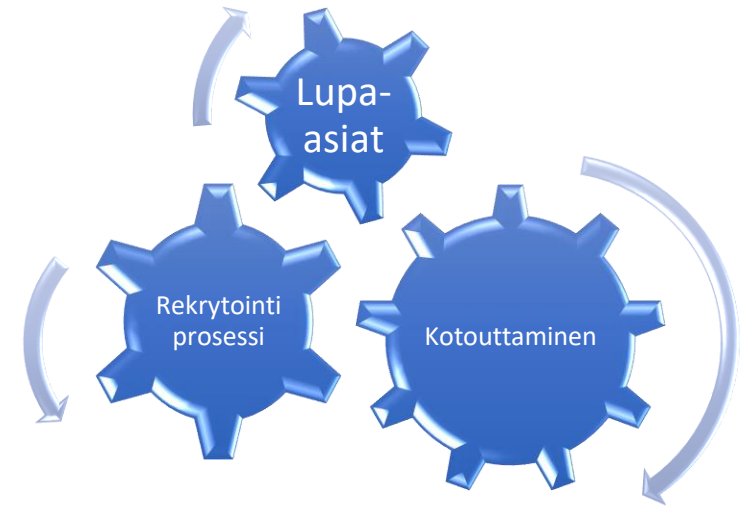 Lupa-
asiat
Rekrytointi
prosessi
Kotouttaminen